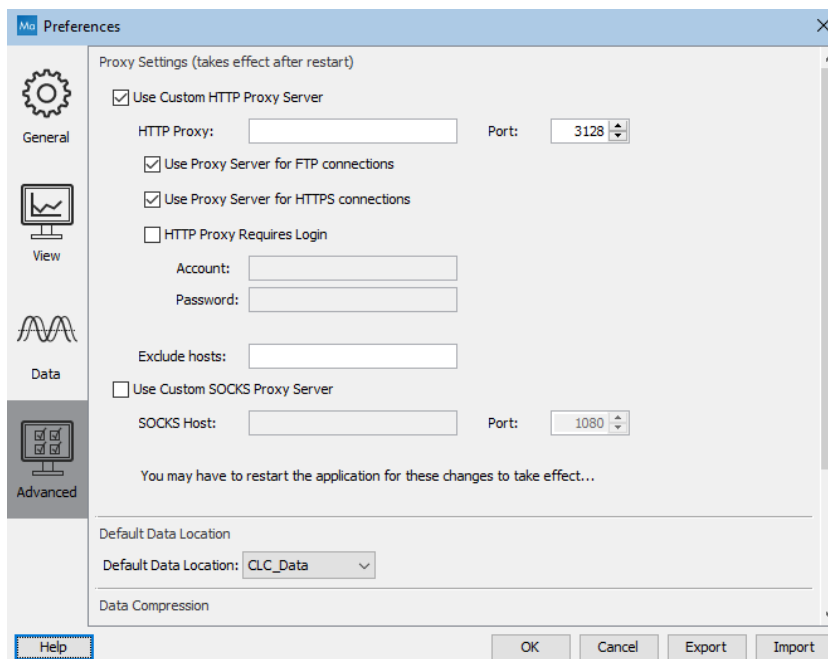 Ma Preferences
General
View
Data
Advanced
Proxy Settings (takes effect after restart)
Use Custom HTTP Proxy Server
HTTP Proxy: Port: 3128
Use Proxy Server for FTP connections
Use Proxy Server for HTTPS connections
HTTP Proxy Requires Login
Account:
Password:
Exclude hosts:
Use Custom SOCKS Proxy Server
SOCKS Host: Port: 1080
You may have to restart the application for these changes to take effect...
Default Data Location
Default Data Location: CLC_Data
Data Compression
Help OK Cancel Export Import